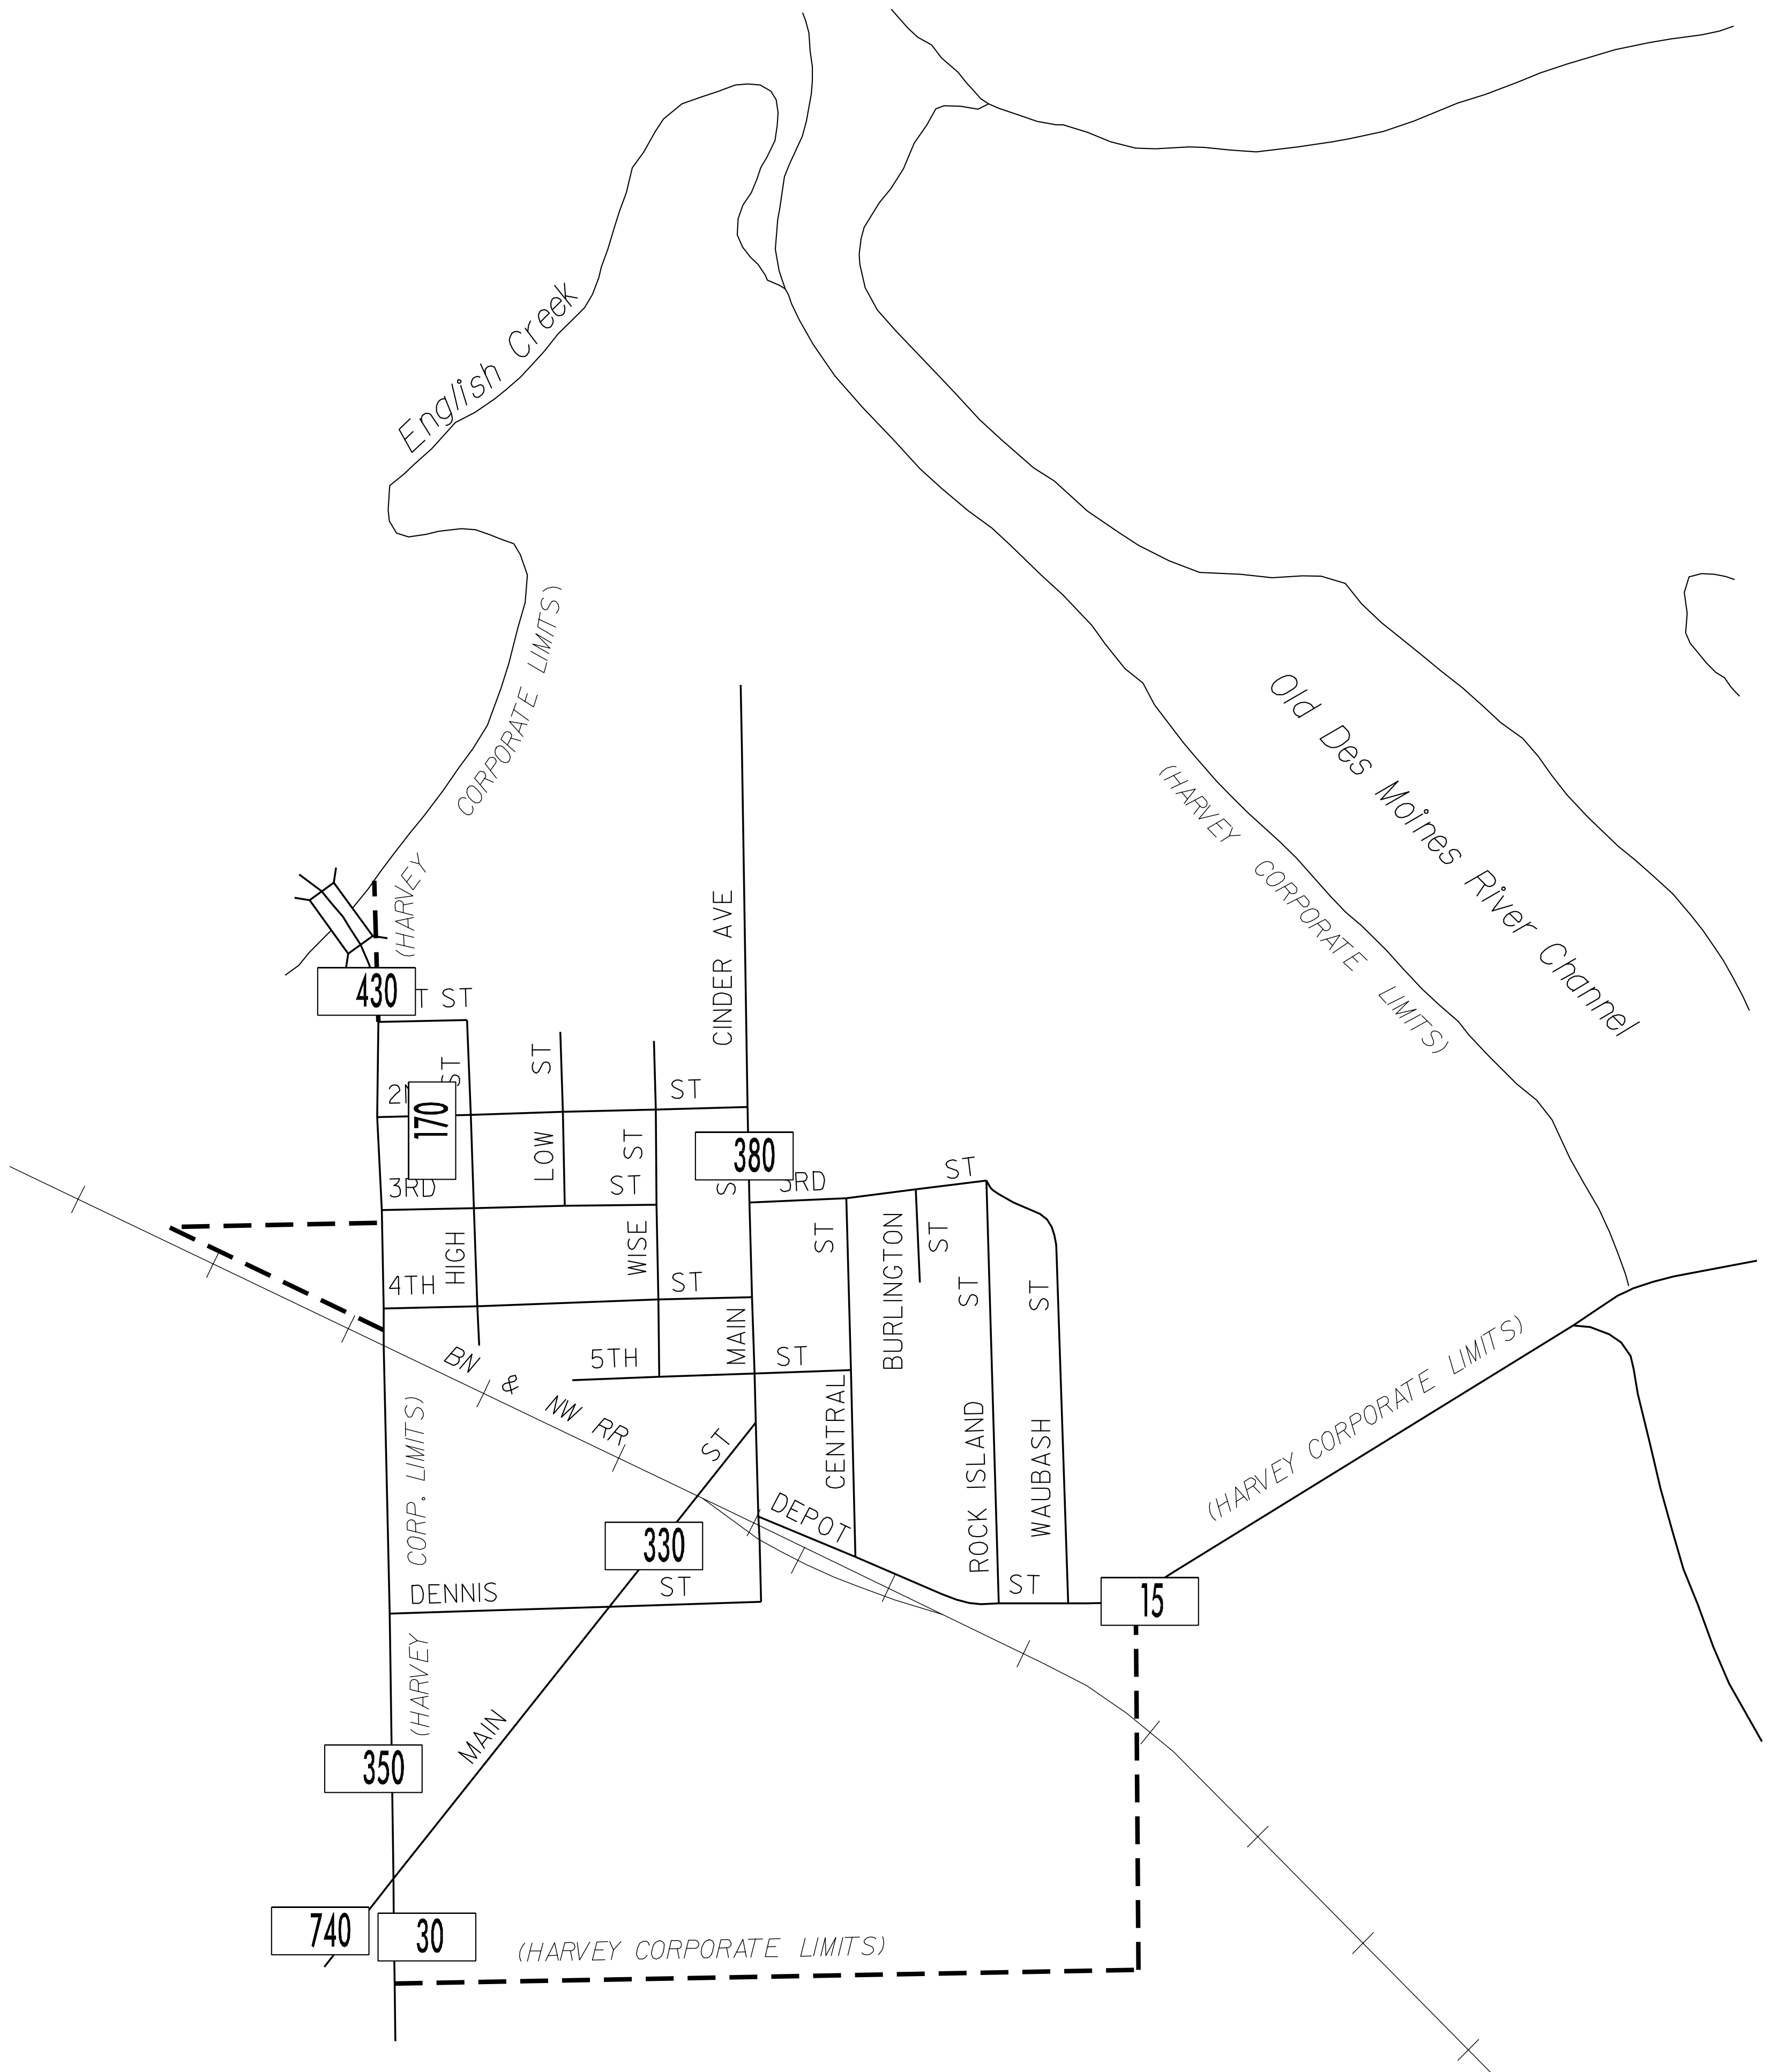 English Creek
(HARVEY CORPORATE LIMITS)
Old Des Moines River Channel
(HARVEY CORPORATE LIMITS)
CINDER AVE
430
T ST
ST
ST
170
ST
LOW
ST
380
3RD
ST
3RD
ST
HIGH
WISE
4TH
ST
ST
BURLINGTON
ST
ST
ST
MAIN
5TH
ST
BN & NW RR
CENTRAL
ROCK ISLAND
WAUBASH
(HARVEY CORPORATE LIMITS)
(HARVEY CORP. LIMITS)
ST
DEPOT
330
DENNIS
ST
ST
15
MAIN
350
740
30
(HARVEY CORPORATE LIMITS)